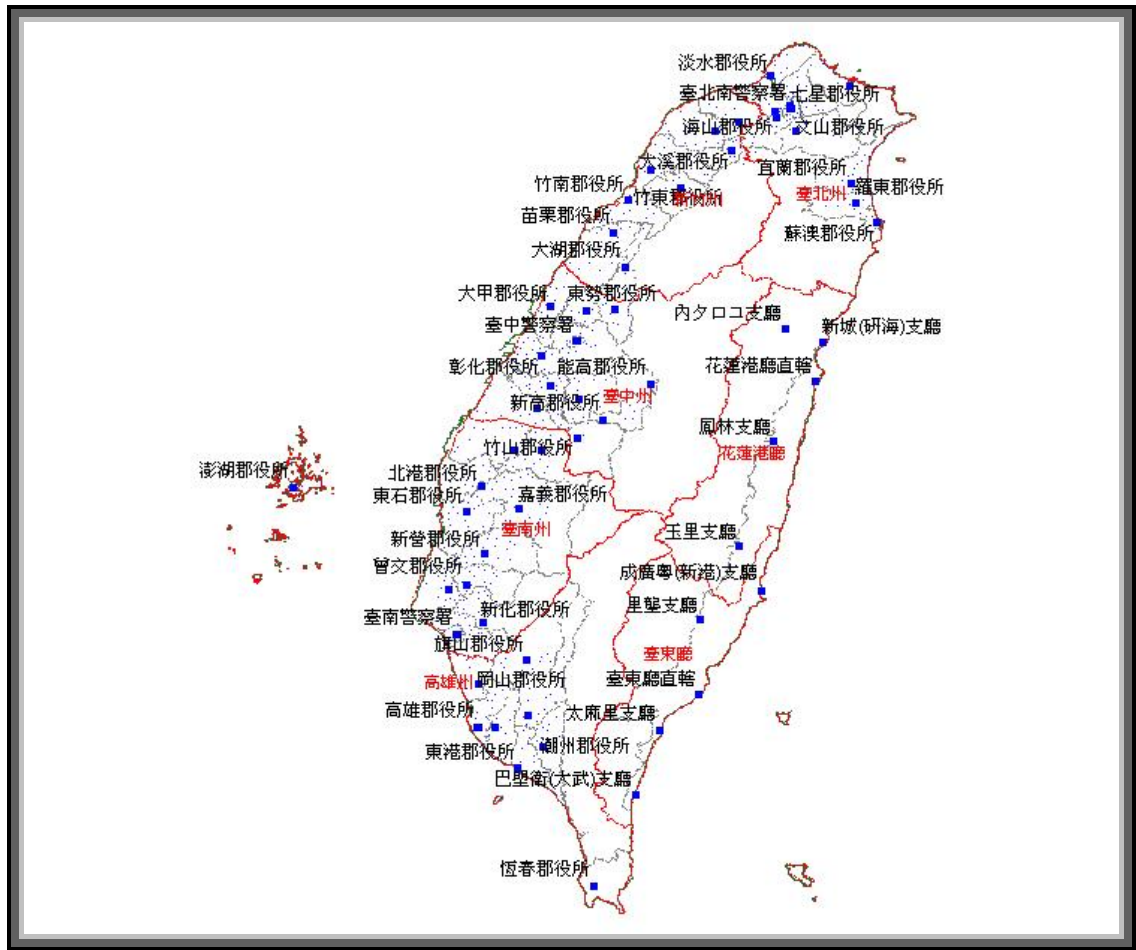 淡水郡役所
臺北南警察署
七星郡役所
海山郡役所
文山郡役所
大溪郡役所
宜蘭郡役所
竹南郡役所
竹東郡役所
臺北州
羅東郡役所
苗栗郡役所
蘇澳郡役所
大湖郡役所
大甲郡役所
東勢郡役所
內タロコ支廳
臺中警察署
新城(研海)支廳
彰化郡役所
能高郡役所
花蓮港廳直轄
新高郡役所
臺中州
鳳林支廳
竹山郡役所
花蓮港廳
澎湖郡役所
北港郡役所
東石郡役所
嘉義郡役所
臺南州
新營郡役所
玉里支廳
曾文郡役所
成廣粵(新港)支廳
臺南警察署
新化郡役所
里壟支廳
旗山郡役所
臺東廳
高雄州
岡山郡役所
臺東廳直轄
高雄郡役所
太麻里支廳
東港郡役所
潮州郡役所
巴塱衛(大武)支廳
恆春郡役所